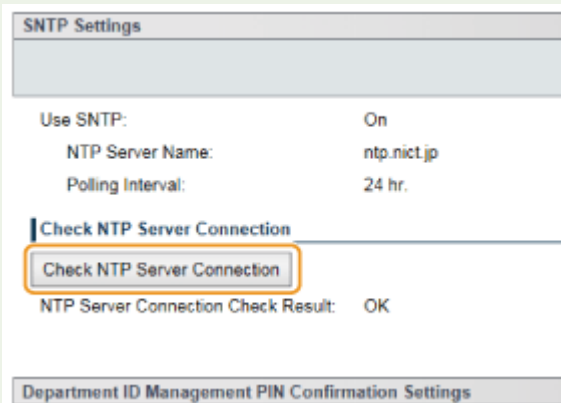 SNTP Settings
Use SNTP: On
NTP Server Name: ntp.nict.jp
Polling Interval: 24 hr.
Check NTP Server Connection
Check NTP Server Connection
NTP Server Connection Check Result: OK
Department ID Management PIN Confirmation Settings